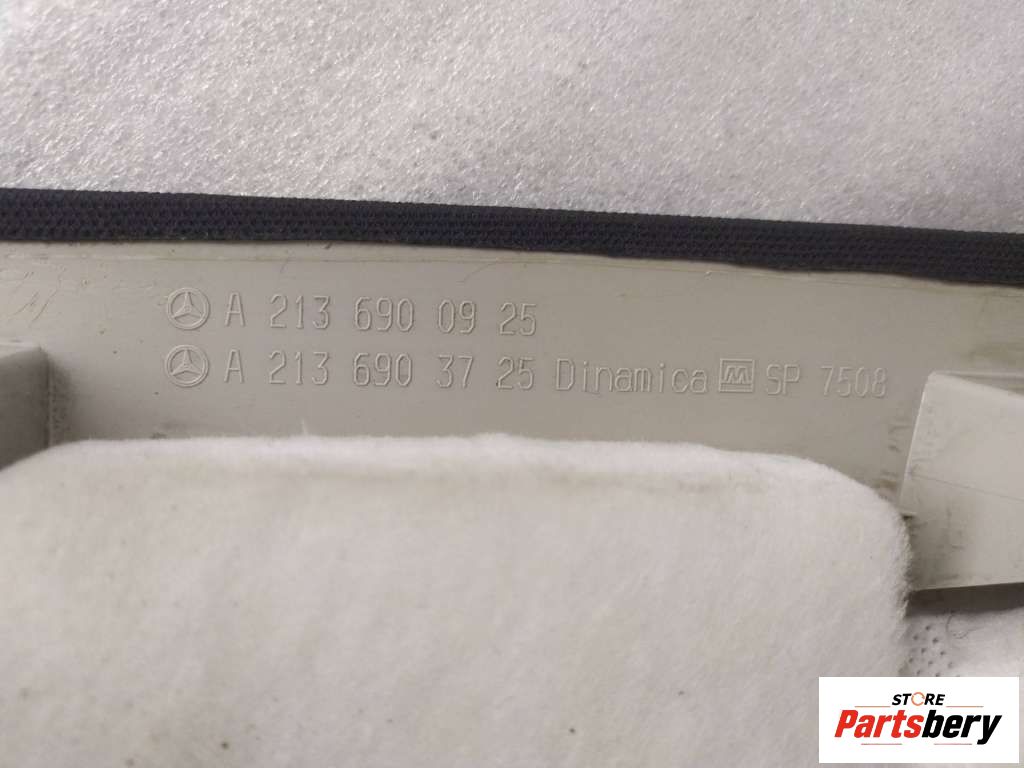 A 213 690 09 25
A 213 690 37 25 Dinamica M SP 7508
STORE
Partsbery